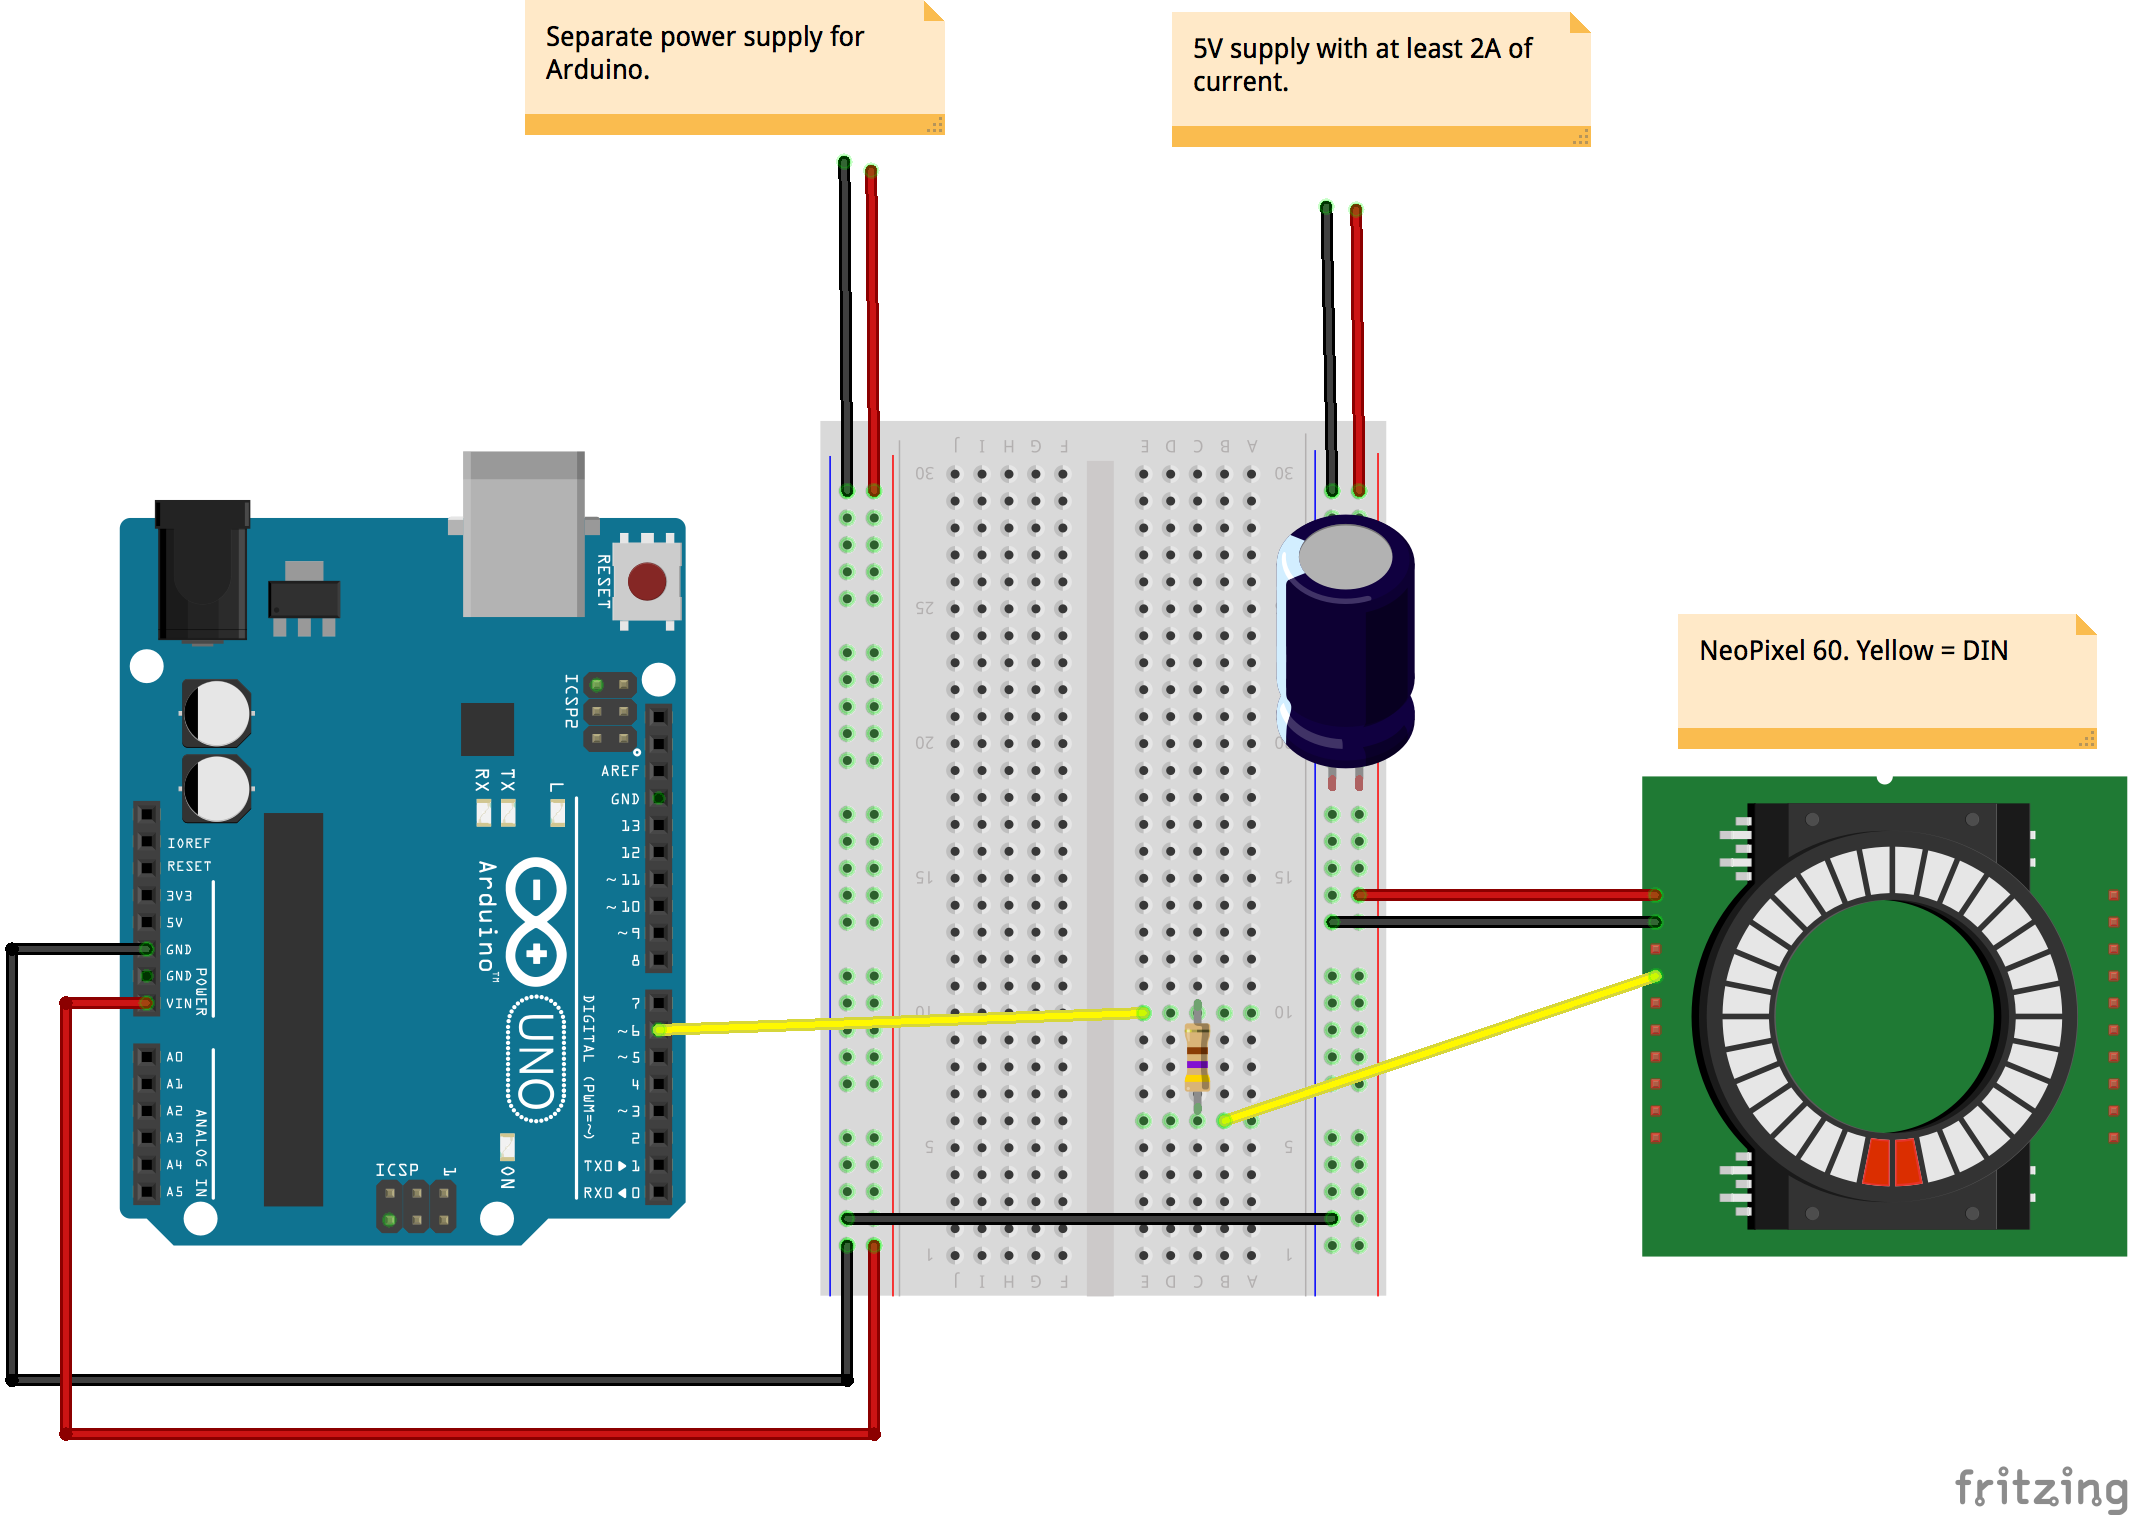 Separate power supply for
Arduino.
5V supply with at least 2A of
current.
NeoPixel 60. Yellow = DIN
J I H G F E D C B A
30 30
25
20
15 15
10 10
5 5
1 1
J I H G F E D C B A
RESET
ICSP2
RX
TX
L
AREF
GND
13
12
~11
~10
~9
8
7
~6
~5
4
~3
2
TX0▶1
RX0◀0
DIGITAL (PWM=~)
Arduino™
UNO
IOREF
RESET
3V3
5V
GND
GND
VIN
POWER
A0
A1
A2
A3
A4
A5
ANALOG IN
ICSP
1
ON
fritzing